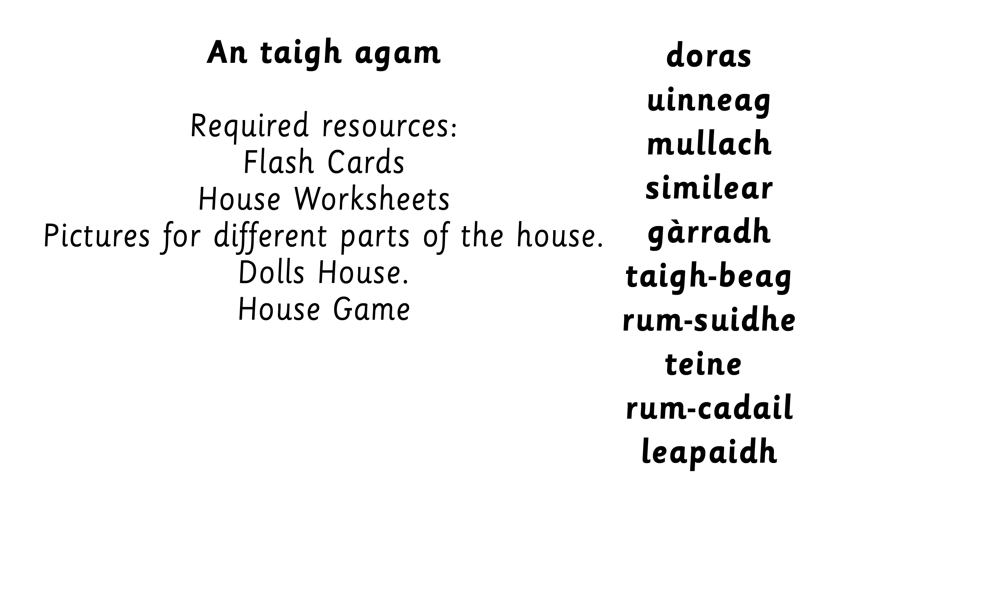 An taigh agam
Required resources:
Flash Cards
House Worksheets
Pictures for different parts of the house.
Dolls House.
House Game
doras
uinneag
mullach
similear
gàrradh
taigh-beag
rum-suidhe
teine
rum-cadail
leapaidh